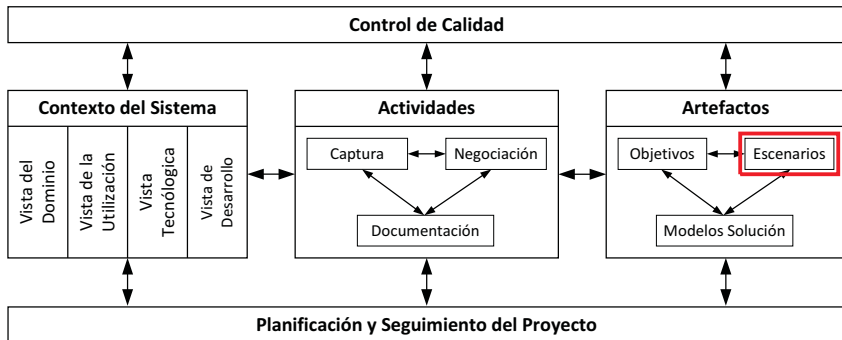 Control de Calidad
Contexto del Sistema
Vista del
Dominio
Vista de la
Utilización
Vista
Tecnólogica
Vista de
Desarrollo
Actividades
Captura
Negociación
Documentación
Artefactos
Objetivos
Escenarios
Modelos Solución
Planificación y Seguimiento del Proyecto